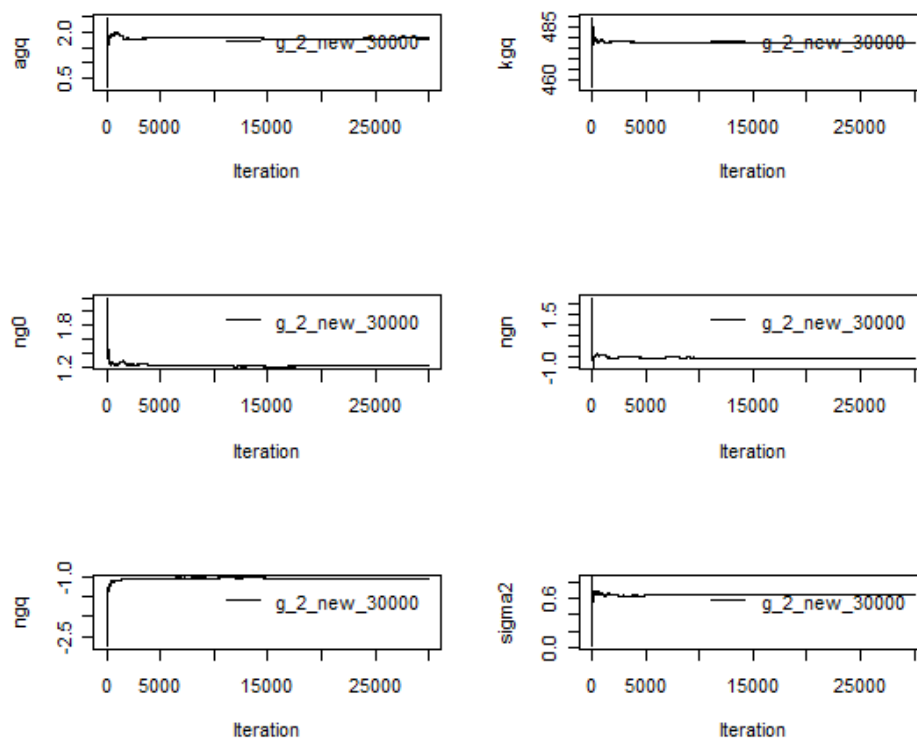 agq
2.0
0.5
g_2_new_30000
0 5000 15000 25000
Iteration
kgq
485
460
g_2_new_30000
0 5000 15000 25000
Iteration
ng0
1.8
1.2
g_2_new_30000
0 5000 15000 25000
Iteration
ngn
1.5
-1.0
g_2_new_30000
0 5000 15000 25000
Iteration
ngq
-1.0
-2.5
g_2_new_30000
0 5000 15000 25000
Iteration
sigma2
0.6
0.0
g_2_new_30000
0 5000 15000 25000
Iteration